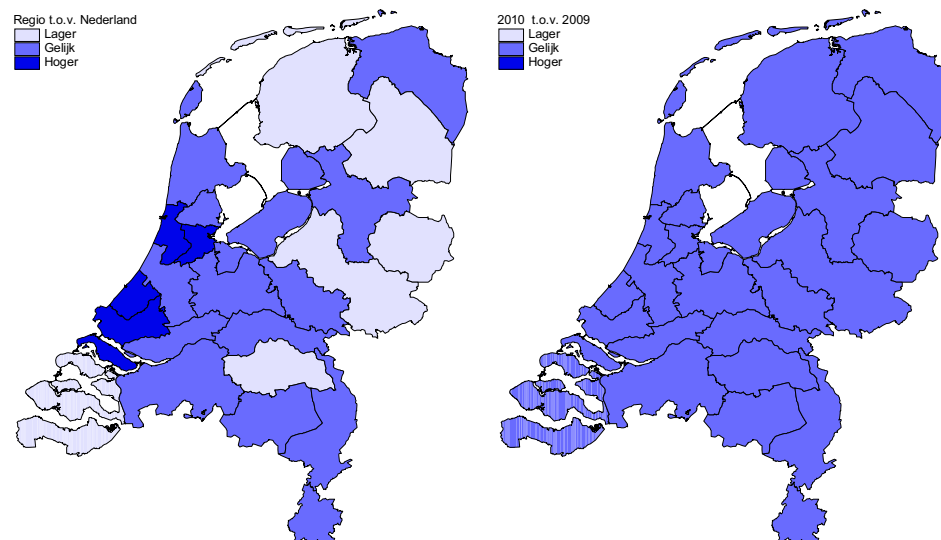 Regio t.o.v. Nederland
Lager
Gelijk
Hoger
2010 t.o.v. 2009
Lager
Gelijk
Hoger